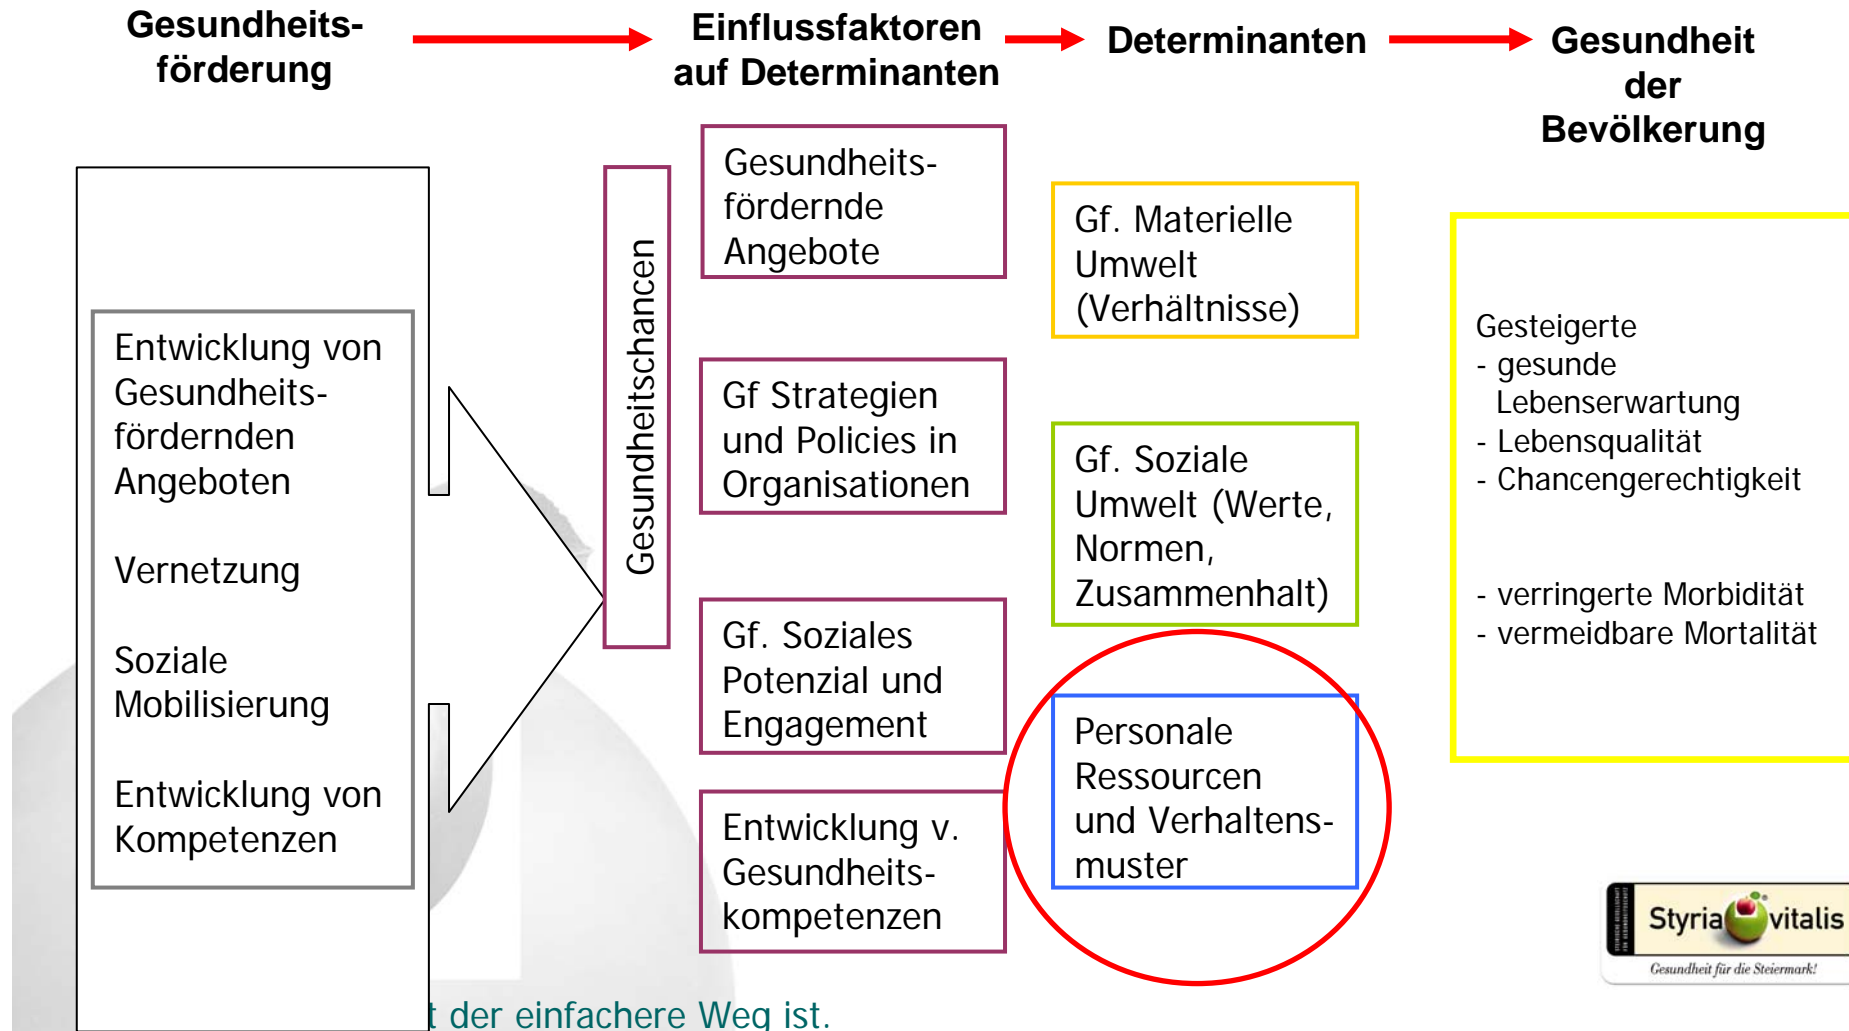 Gesundheits-
förderung
Einflussfaktoren
auf Determinanten
Determinanten
Gesundheit
der
Bevölkerung
Entwicklung von
Gesundheits-
fördernden
Angeboten
Vernetzung
Soziale
Mobilisierung
Entwicklung von
Kompetenzen
Gesundheitschancen
Gesundheits-
fördernde
Angebote
Gf Strategien
und Policies in
Organisationen
Gf. Soziales
Potenzial und
Engagement
Entwicklung v.
Gesundheits-
kompetenzen
Gf. Materielle
Umwelt
(Verhältnisse)
Gf. Soziale
Umwelt (Werte,
Normen,
Zusammenhalt)
Personale
Ressourcen
und Verhaltens-
muster
Gesteigerte
- gesunde
Lebenserwartung
- Lebensqualität
- Chancengerechtigkeit
- verringerte Morbidität
- vermeidbare Mortalität
Styria vitalis
Gesundheit für die Steiermark!
t der einfachere Weg ist.